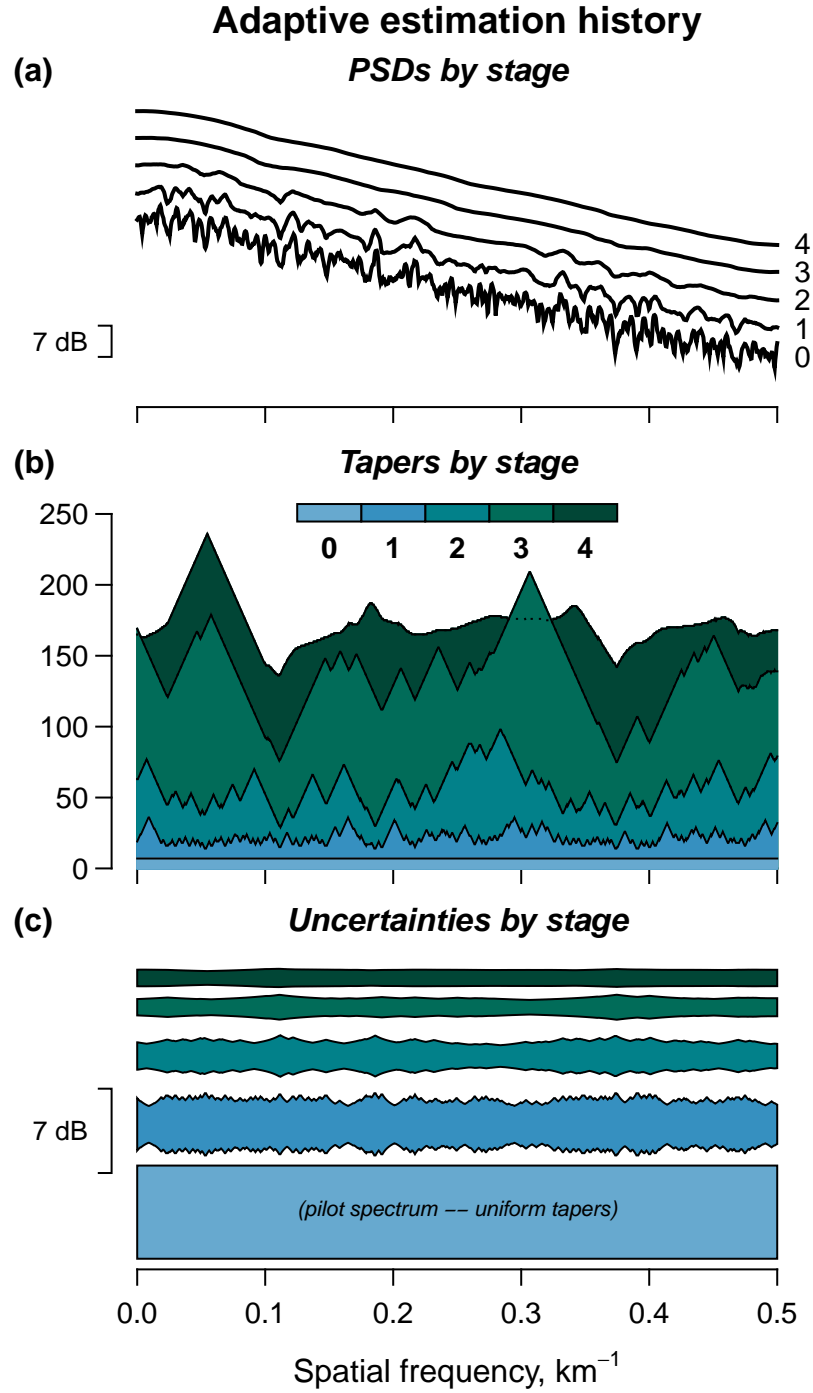 Adaptive estimation history
(a)
PSDs by stage
4
3
2
1
0
7 dB
(b)
Tapers by stage
250
200
150
100
50
0
0 1 2 3 4
(c)
Uncertainties by stage
7 dB
(pilot spectrum −− uniform tapers)
0.0 0.1 0.2 0.3 0.4 0.5
Spatial frequency, km⁻¹